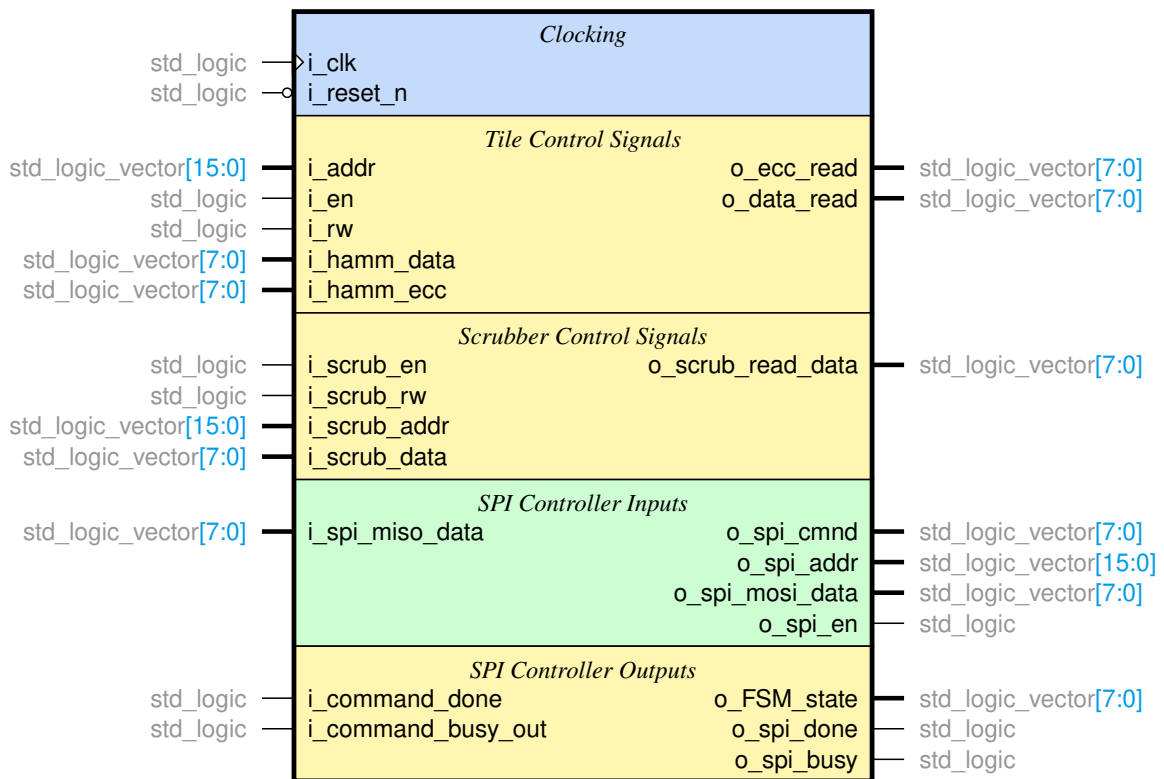 Clocking
std_logic i_clk
std_logic i_reset_n
Tile Control Signals
std_logic_vector[15:0] i_addr o_ecc_read std_logic_vector[7:0]
std_logic i_en o_data_read std_logic_vector[7:0]
std_logic i_rw
std_logic_vector[7:0] i_hamm_data
std_logic_vector[7:0] i_hamm_ecc
Scrubber Control Signals
std_logic i_scrub_en o_scrub_read_data std_logic_vector[7:0]
std_logic i_scrub_rw
std_logic_vector[15:0] i_scrub_addr
std_logic_vector[7:0] i_scrub_data
SPI Controller Inputs
std_logic_vector[7:0] i_spi_miso_data o_spi_cmnd std_logic_vector[7:0]
o_spi_addr std_logic_vector[15:0]
o_spi_mosi_data std_logic_vector[7:0]
o_spi_en std_logic
SPI Controller Outputs
std_logic i_command_done o_FSM_state std_logic_vector[7:0]
std_logic i_command_busy_out o_spi_done std_logic
o_spi_busy std_logic